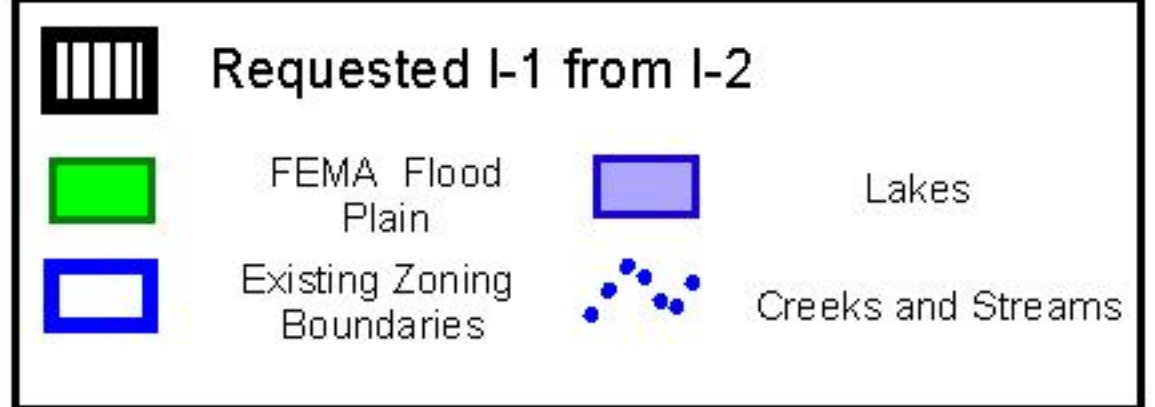 Requested I-1 from I-2
FEMA Flood
Plain
Lakes
Existing Zoning
Boundaries
Creeks and Streams